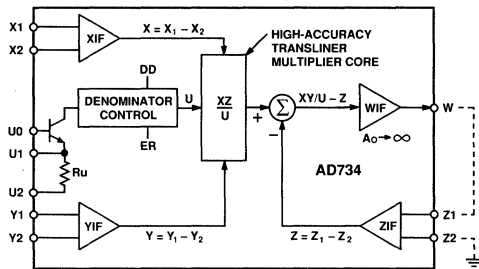 X1
X2
XIF
X = X1 – X2
HIGH-ACCURACY
TRANSLINER
MULTIPLIER CORE
DD
DENOMINATOR
CONTROL
ER
U
XZ
U
+
Σ
–
XY/U – Z
WIF
A₀ → ∞
W
U0
U1
Ru
U2
AD734
Y1
Y2
YIF
Y = Y1 – Y2
Z = Z1 – Z2
ZIF
Z1
Z2